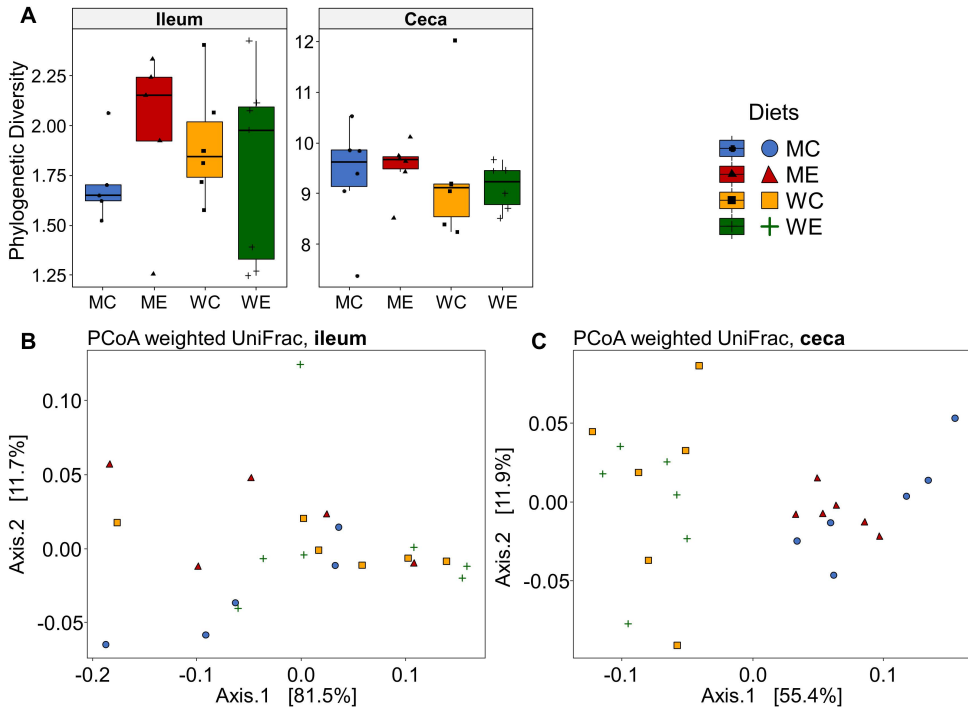 A
Ileum
Ceca
Phylogenetic Diversity
2.25
2.00
1.75
1.50
1.25
12
11
10
9
8
MC ME WC WE
MC ME WC WE
Diets
MC
ME
WC
WE
B
PCoA weighted UniFrac, ileum
Axis.2 [11.7%]
0.10
0.05
0.00
-0.05
-0.2 -0.1 0.0 0.1
Axis.1 [81.5%]
C
PCoA weighted UniFrac, ceca
Axis.2 [11.9%]
0.05
0.00
-0.05
-0.1 0.0 0.1
Axis.1 [55.4%]